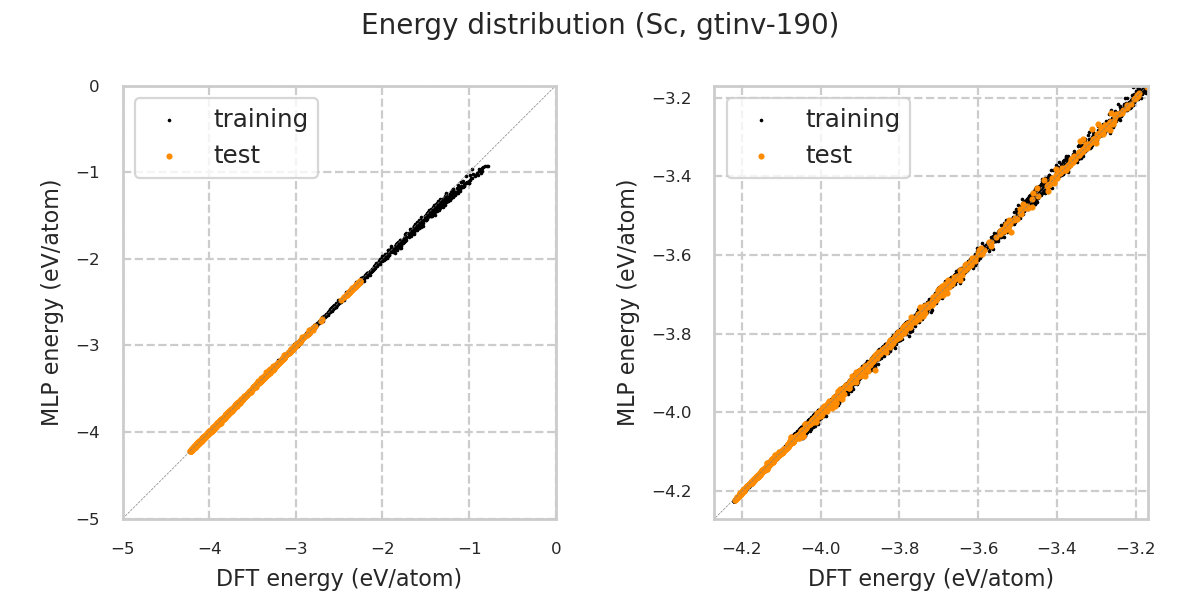 Energy distribution (Sc, gtinv-190)
training
test
0
−1
−2
−3
−4
−5
−5
−4
−3
−2
−1
0
MLP energy (eV/atom)
DFT energy (eV/atom)
training
test
−3.2
−3.4
−3.6
−3.8
−4.0
−4.2
−4.2
−4.0
−3.8
−3.6
−3.4
−3.2
MLP energy (eV/atom)
DFT energy (eV/atom)